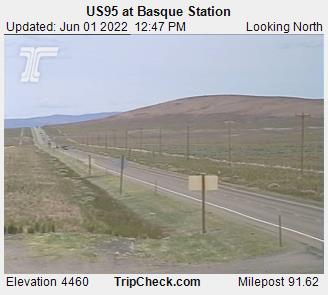 US95 at Basque Station
Updated: Jun 01 2022 12:47 PM Looking North
Elevation 4460 TripCheck.com Milepost 91.62